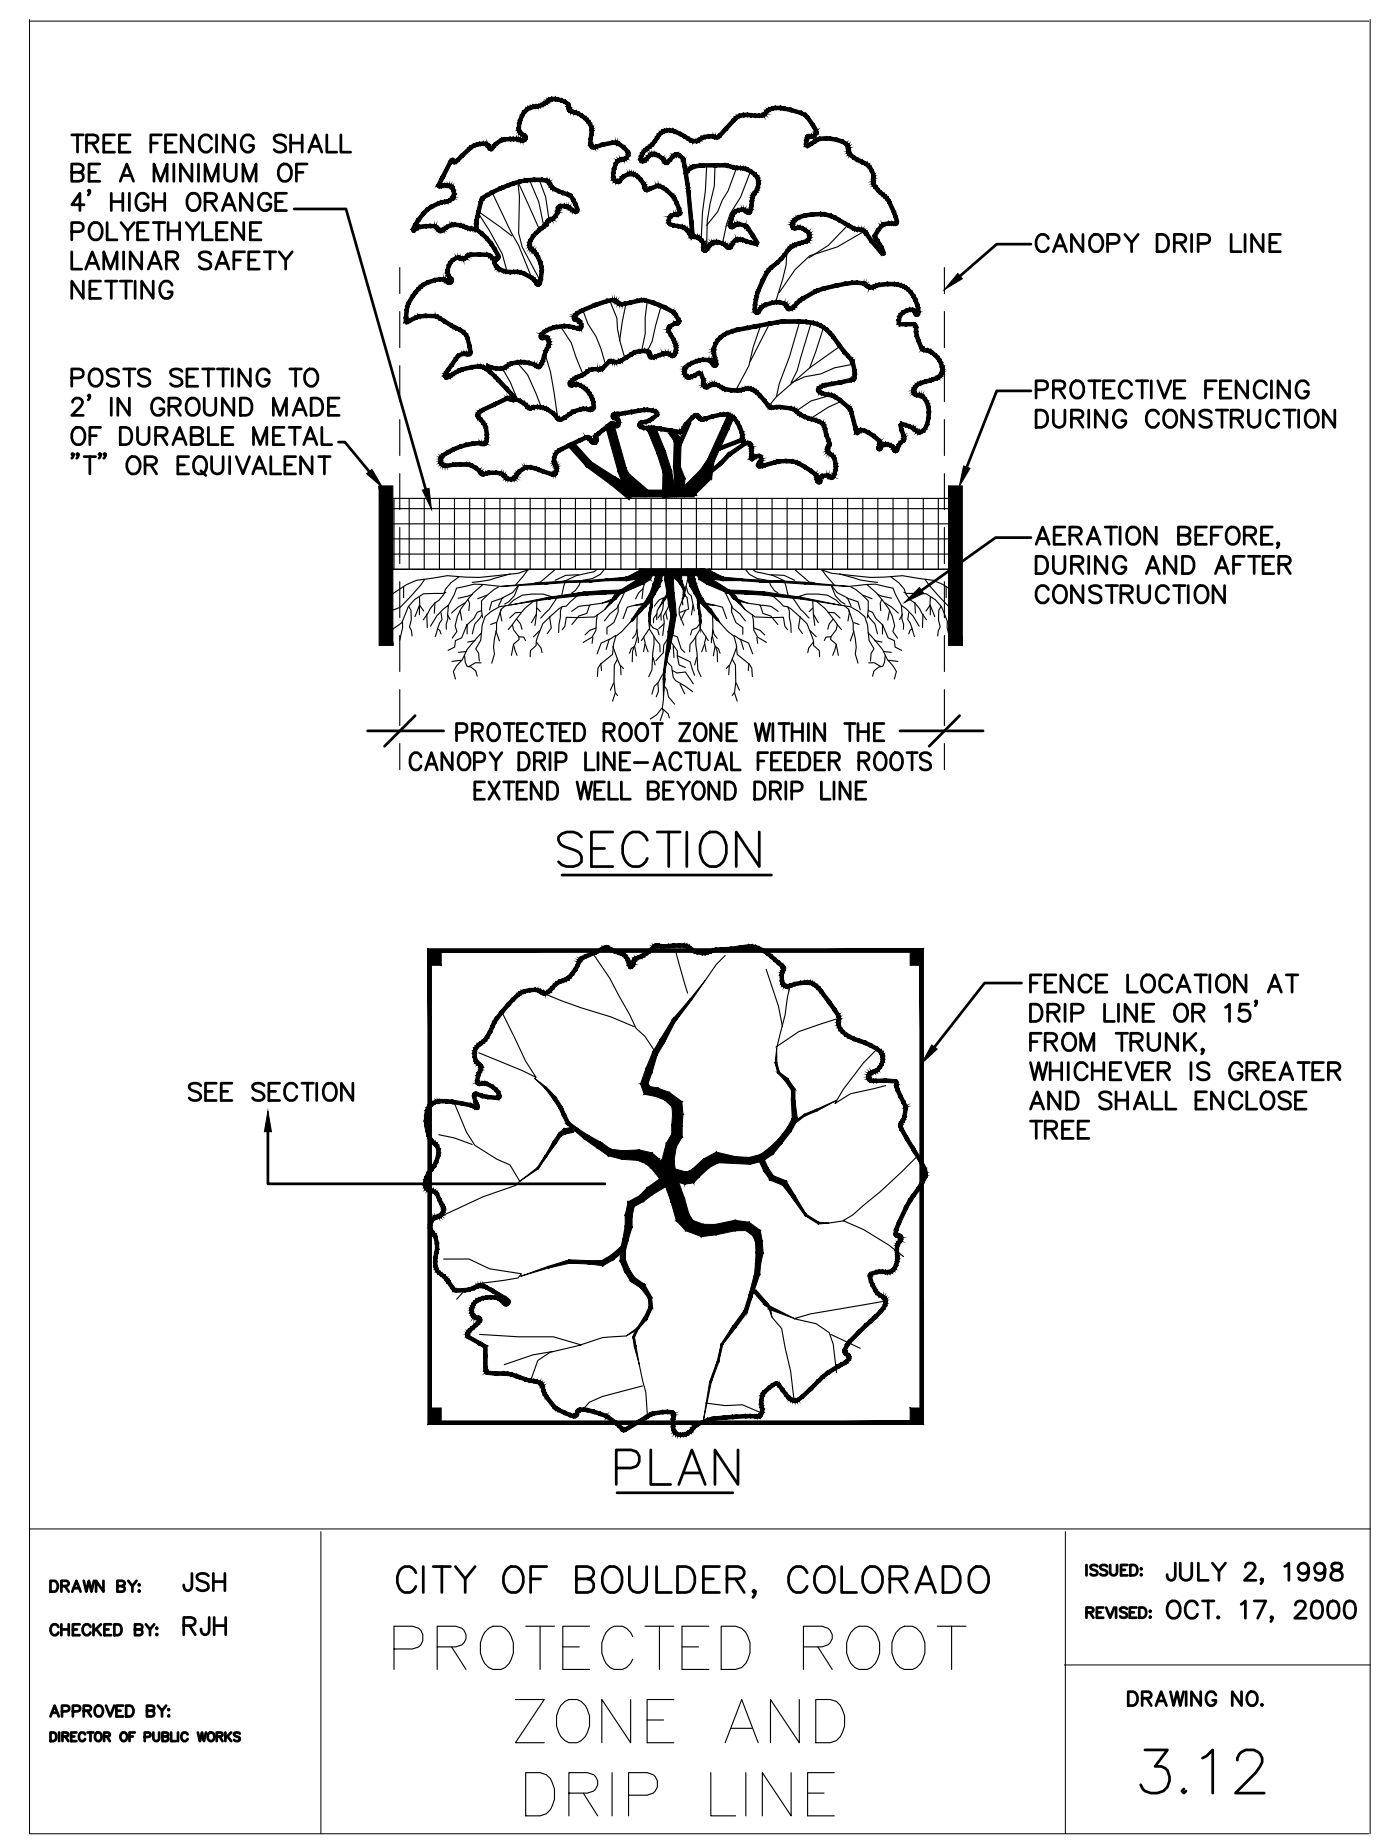 TREE FENCING SHALL
BE A MINIMUM OF
4' HIGH ORANGE
POLYETHYLENE
LAMINAR SAFETY
NETTING
POSTS SETTING TO
2' IN GROUND MADE
OF DURABLE METAL
"T" OR EQUIVALENT
CANOPY DRIP LINE
PROTECTIVE FENCING
DURING CONSTRUCTION
AERATION BEFORE,
DURING AND AFTER
CONSTRUCTION
PROTECTED ROOT ZONE WITHIN THE
CANOPY DRIP LINE–ACTUAL FEEDER ROOTS
EXTEND WELL BEYOND DRIP LINE
SECTION
SEE SECTION
FENCE LOCATION AT
DRIP LINE OR 15'
FROM TRUNK,
WHICHEVER IS GREATER
AND SHALL ENCLOSE
TREE
PLAN
DRAWN BY: JSH
CHECKED BY: RJH
APPROVED BY:
DIRECTOR OF PUBLIC WORKS
CITY OF BOULDER, COLORADO
PROTECTED ROOT
ZONE AND
DRIP LINE
ISSUED: JULY 2, 1998
REVISED: OCT. 17, 2000
DRAWING NO.
3.12